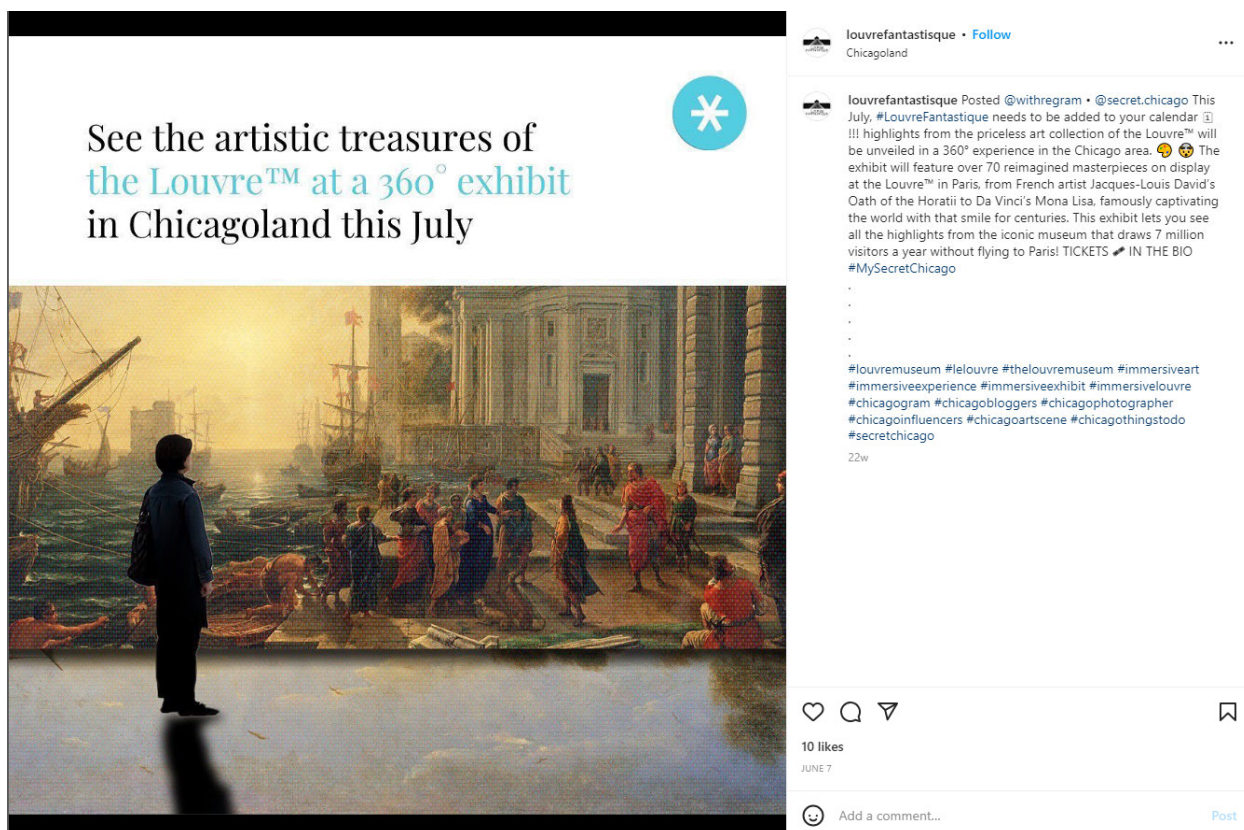 See the artistic treasures of
the Louvre™ at a 360° exhibit
in Chicagoland this July
louvrefantastisque • Follow
Chicagoland
louvrefantastisque Posted @withregram • @secret.chicago This
July, #LouvreFantastique needs to be added to your calendar 🗓
!!! highlights from the priceless art collection of the Louvre™ will
be unveiled in a 360° experience in the Chicago area. 🎨 🤯 The
exhibit will feature over 70 reimagined masterpieces on display
at the Louvre™ in Paris, from French artist Jacques-Louis David's
Oath of the Horatii to Da Vinci's Mona Lisa, famously captivating
the world with that smile for centuries. This exhibit lets you see
all the highlights from the iconic museum that draws 7 million
visitors a year without flying to Paris! TICKETS 🎟 IN THE BIO
#MySecretChicago
.
.
.
.
.
#louvremuseum #lelouvre #thelouvremuseum #immersiveart
#immersiveexperience #immersiveexhibit #immersivelouvre
#chicagogram #chicagobloggers #chicagophotographer
#chicagoinfluencers #chicagoartscene #chicagothingstodo
#secretchicago
22w
10 likes
JUNE 7
Add a comment...
Post